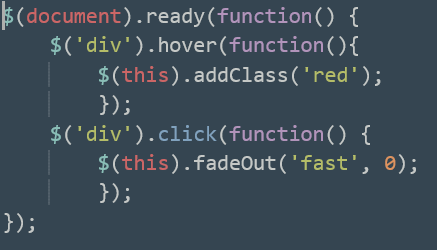 $(document).ready(function() {
    $('div').hover(function(){
        $(this).addClass('red');
        });
    $('div').click(function() {
        $(this).fadeOut('fast', 0);
        });
});